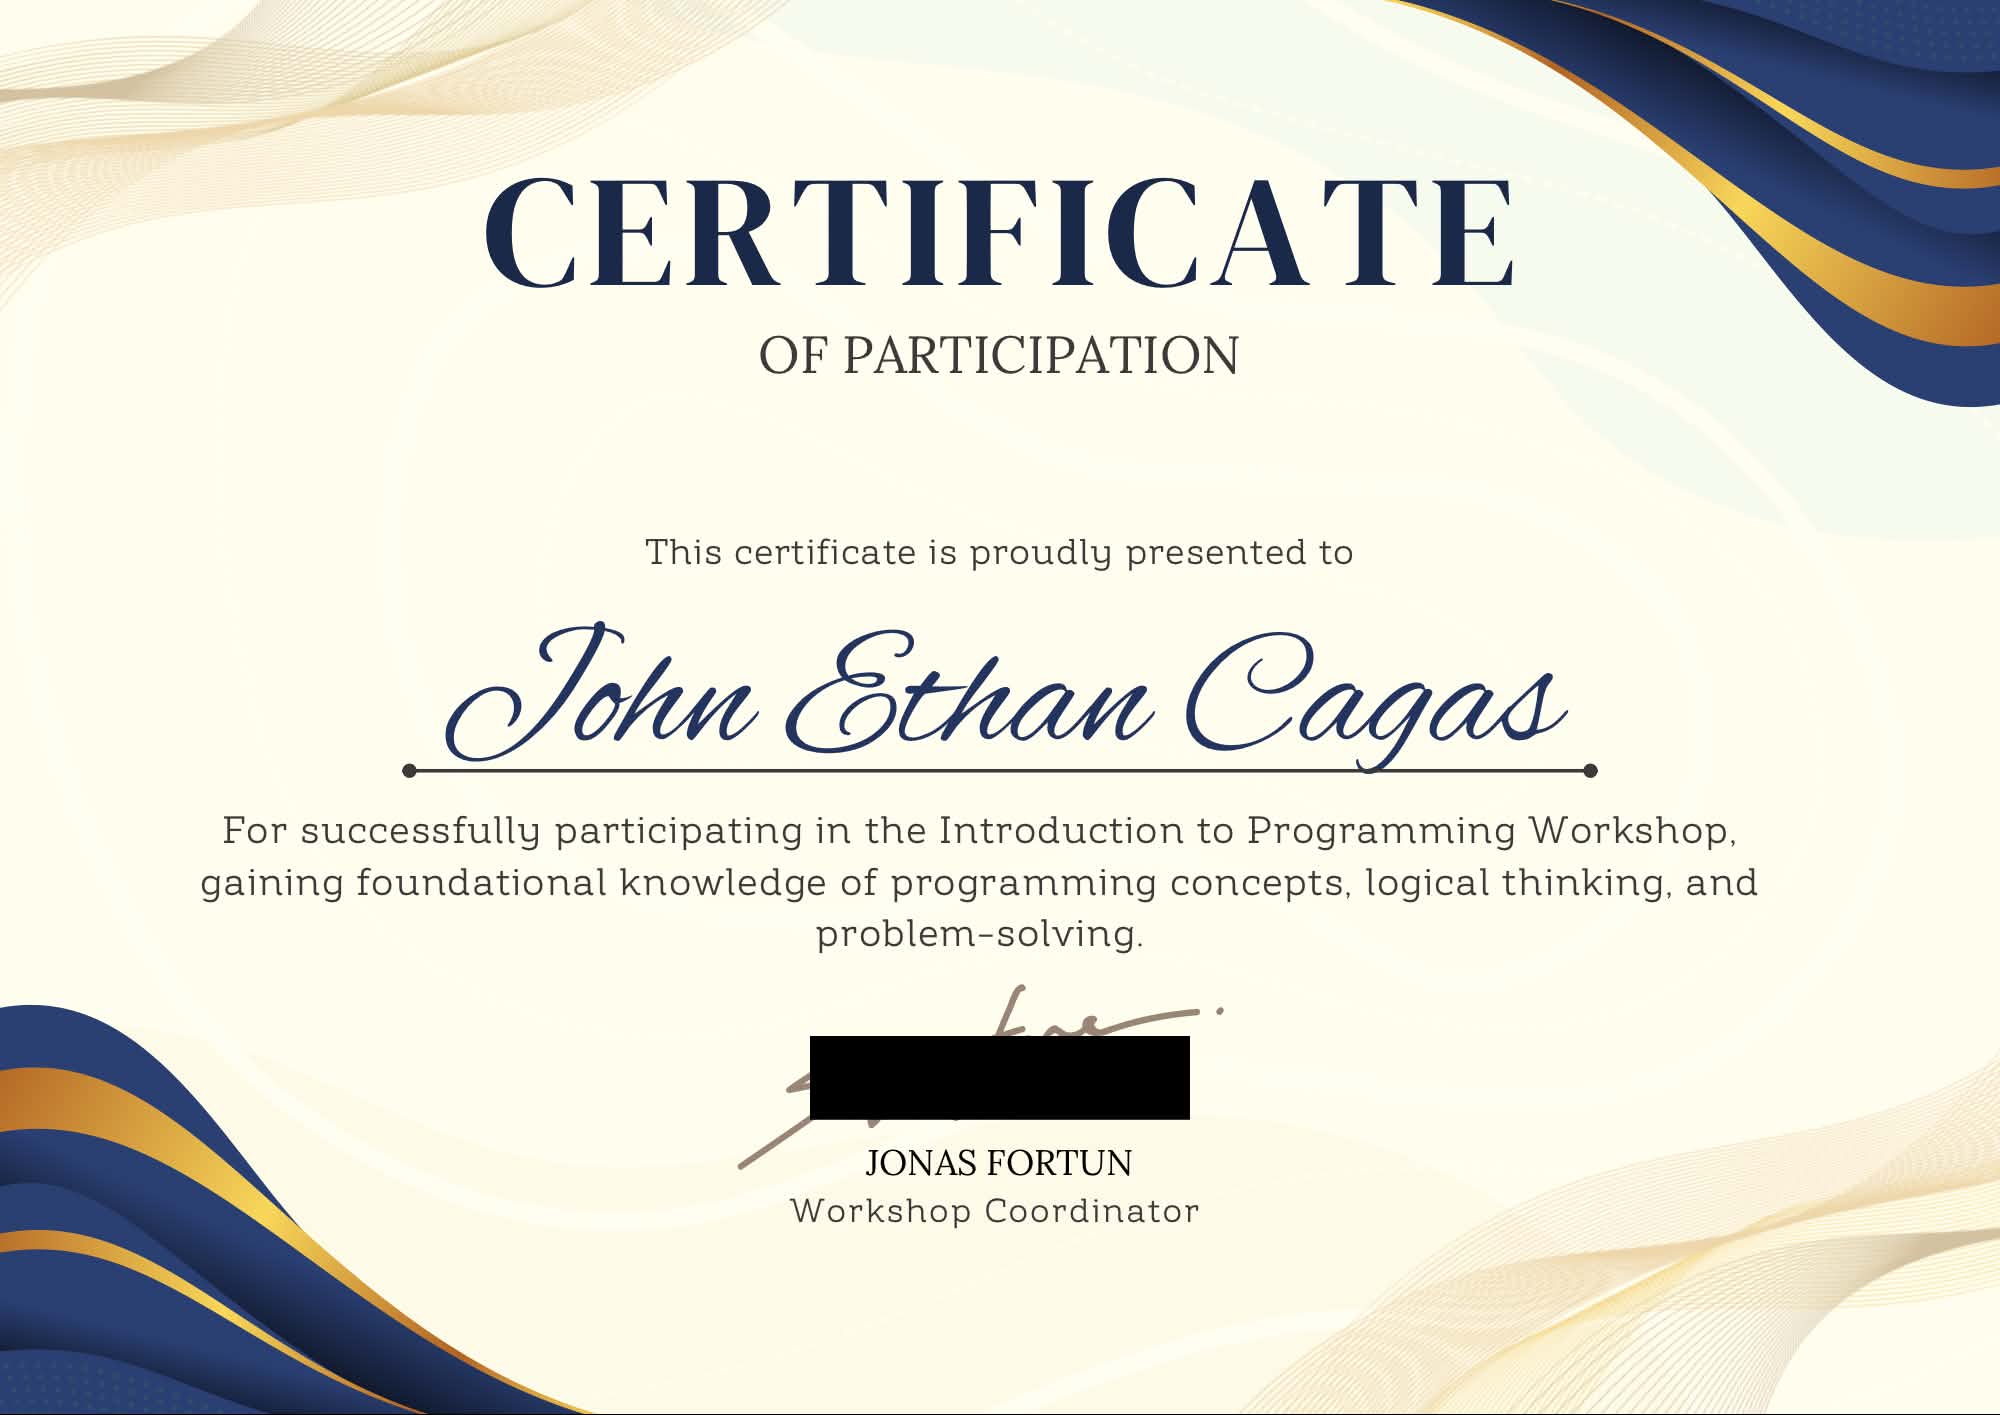 CERTIFICATE
OF PARTICIPATION
This certificate is proudly presented to
John Ethan Cagas
For successfully participating in the Introduction to Programming Workshop,
gaining foundational knowledge of programming concepts, logical thinking, and
problem-solving.
JONAS FORTUN
Workshop Coordinator